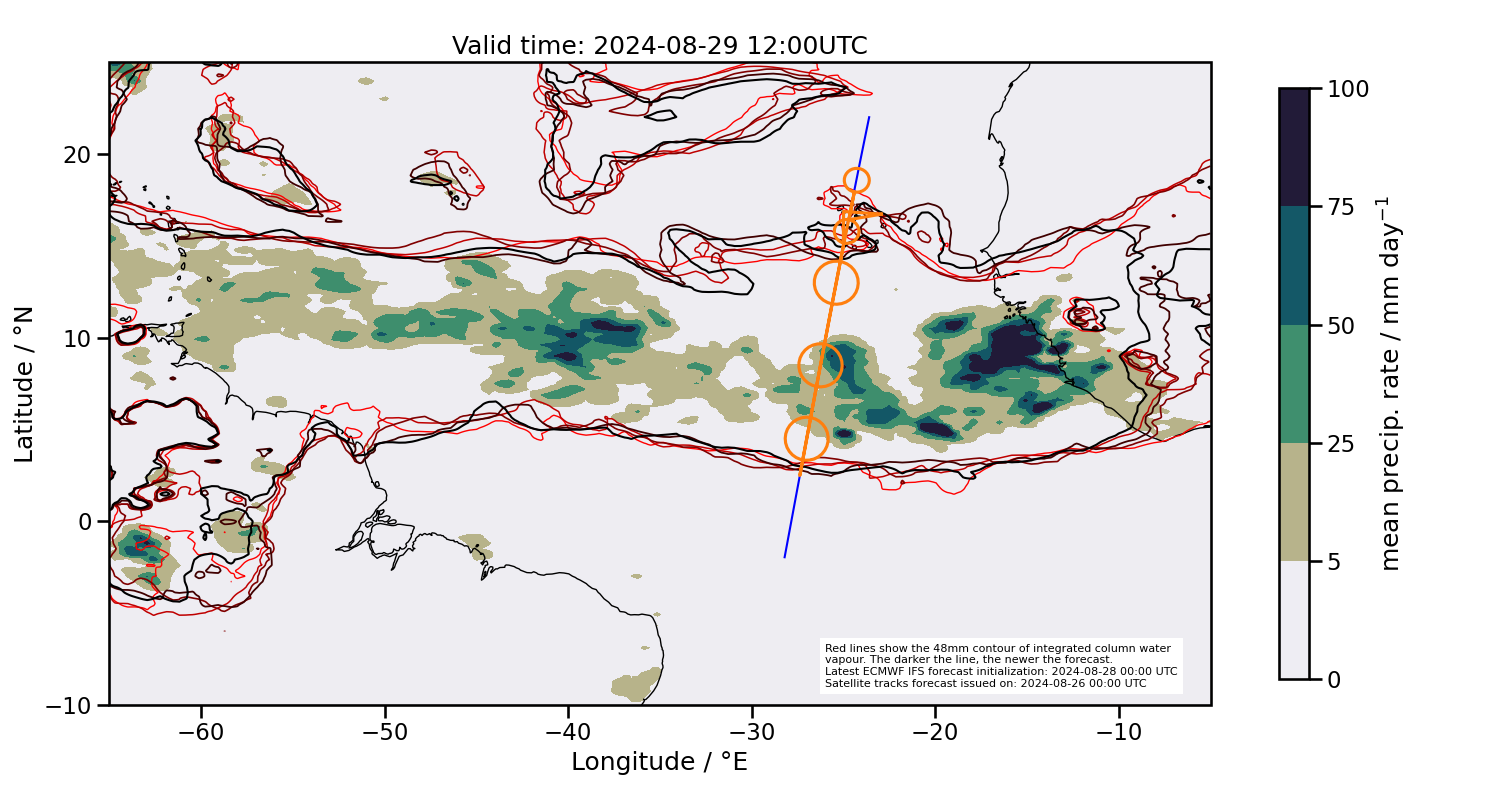 Valid time: 2024-08-29 12:00UTC
Latitude / °N
20
10
0
−10
−60
−50
−40
−30
−20
−10
Longitude / °E
Red lines show the 48mm contour of integrated column water
vapour. The darker the line, the newer the forecast.
Latest ECMWF IFS forecast initialization: 2024-08-28 00:00 UTC
Satellite tracks forecast issued on: 2024-08-26 00:00 UTC
100
75
50
25
5
0
mean precip. rate / mm day⁻¹